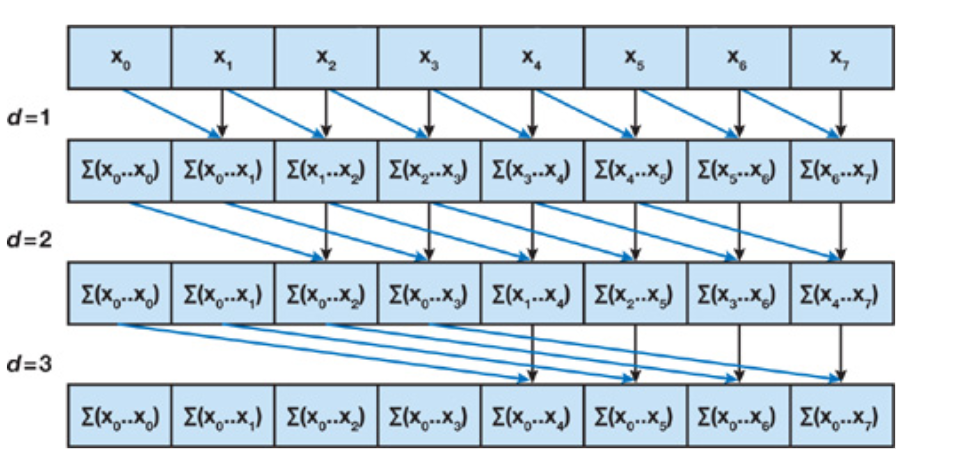 x₀ x₁ x₂ x₃ x₄ x₅ x₆ x₇
d=1
Σ(x₀..x₀) Σ(x₀..x₁) Σ(x₁..x₂) Σ(x₂..x₃) Σ(x₃..x₄) Σ(x₄..x₅) Σ(x₅..x₆) Σ(x₆..x₇)
d=2
Σ(x₀..x₀) Σ(x₀..x₁) Σ(x₀..x₂) Σ(x₀..x₃) Σ(x₁..x₄) Σ(x₂..x₅) Σ(x₃..x₆) Σ(x₄..x₇)
d=3
Σ(x₀..x₀) Σ(x₀..x₁) Σ(x₀..x₂) Σ(x₀..x₃) Σ(x₀..x₄) Σ(x₀..x₅) Σ(x₀..x₆) Σ(x₀..x₇)